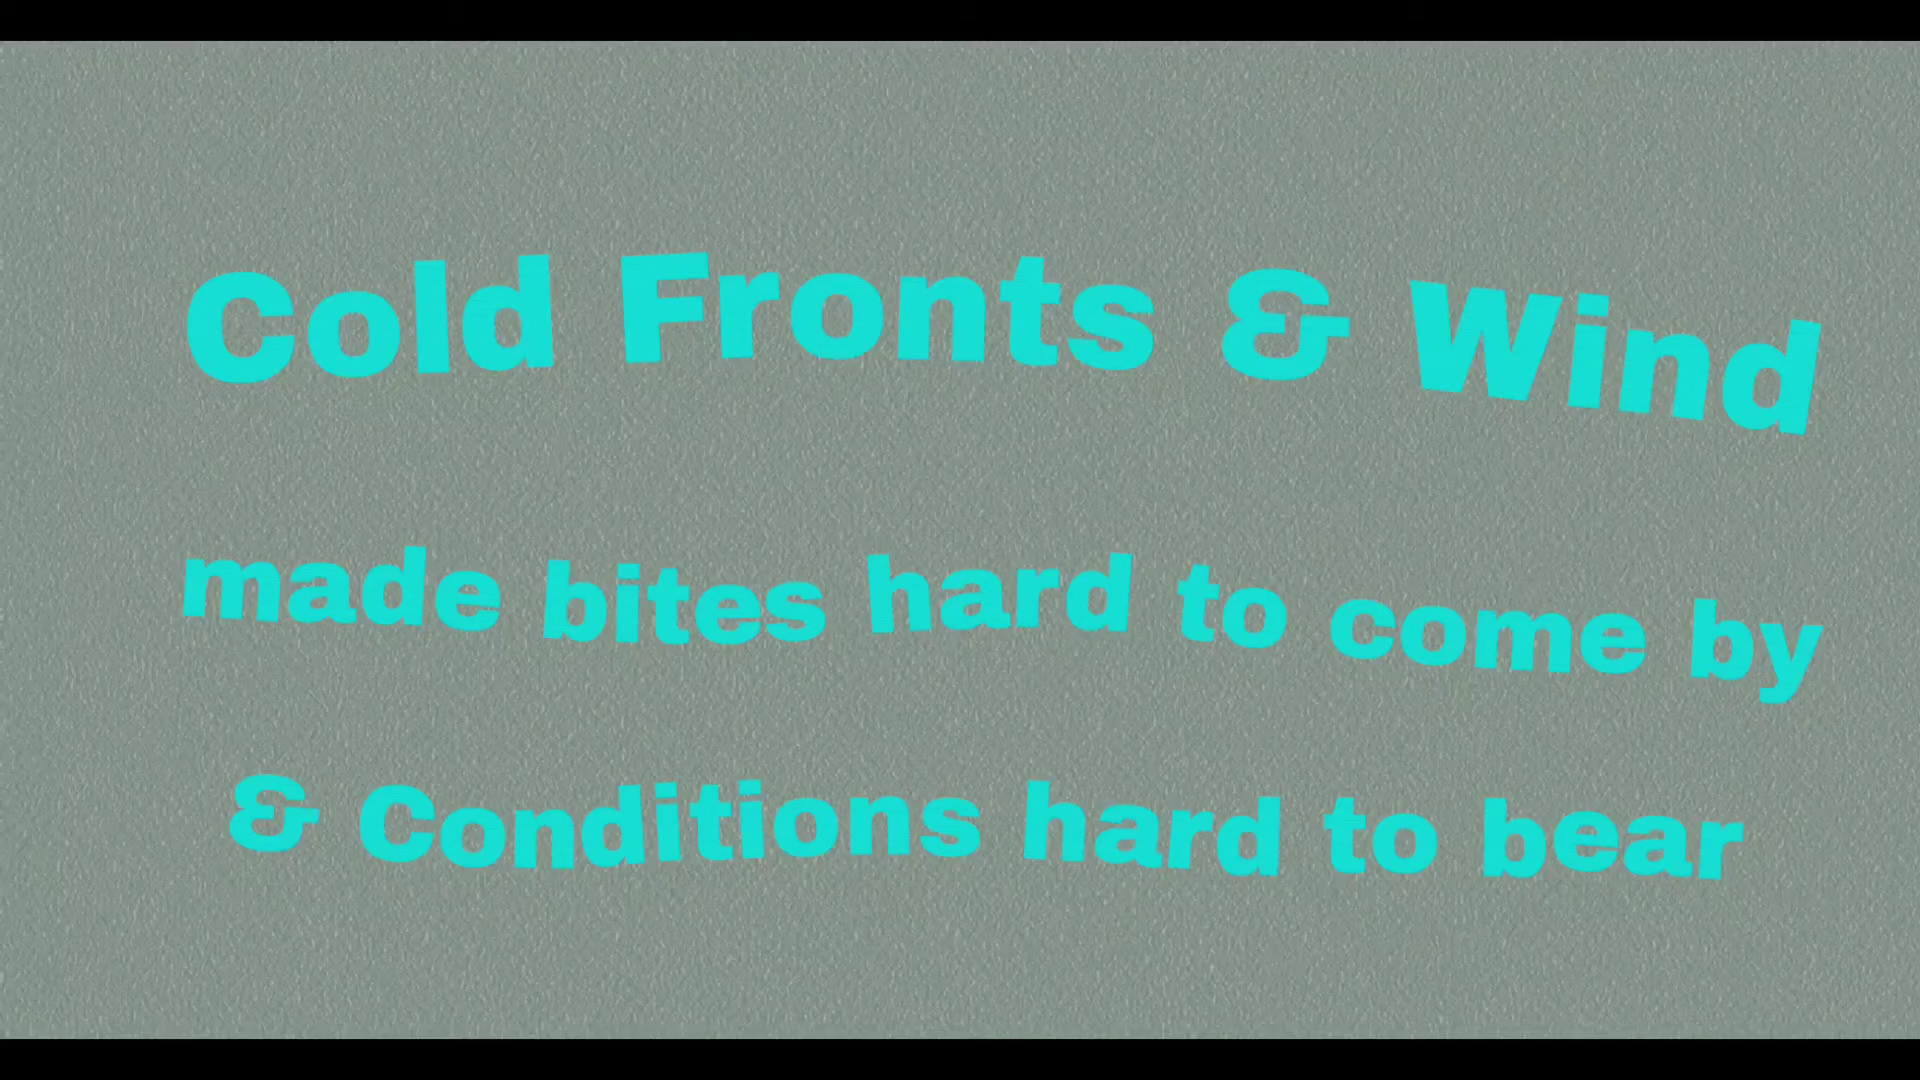 Cold Fronts & Wind
made bites hard to come by
& Conditions hard to bear